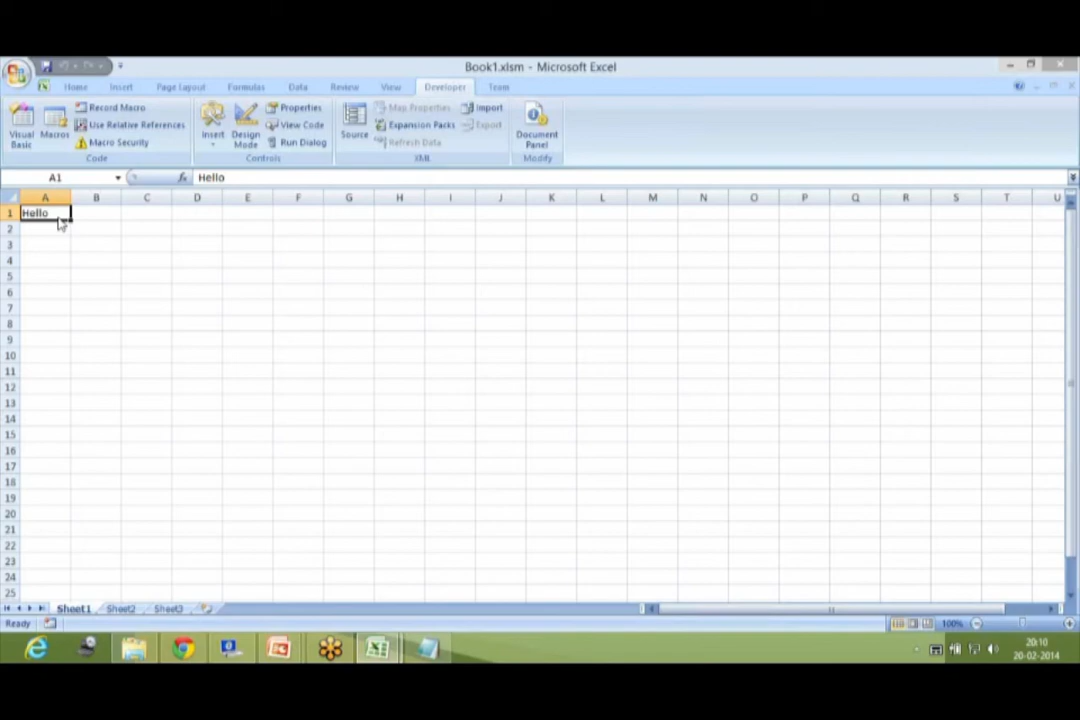 Book1.xlsm - Microsoft Excel
Home Insert Page Layout Formulas Data Review View Developer Team
Visual Basic
Macros
Record Macro
Use Relative References
Macro Security
Code
Insert
Design Mode
Properties
View Code
Run Dialog
Controls
Source
Map Properties
Expansion Packs
Refresh Data
Import
Export
XML
Document Panel
Modify
A1 fx Hello
A B C D E F G H I J K L M N O P Q R S T U
1 Hello
2
3
4
5
6
7
8
9
10
11
12
13
14
15
16
17
18
19
20
21
22
23
24
25
Sheet1 Sheet2 Sheet3
Ready 100%
20:10
20-02-2014